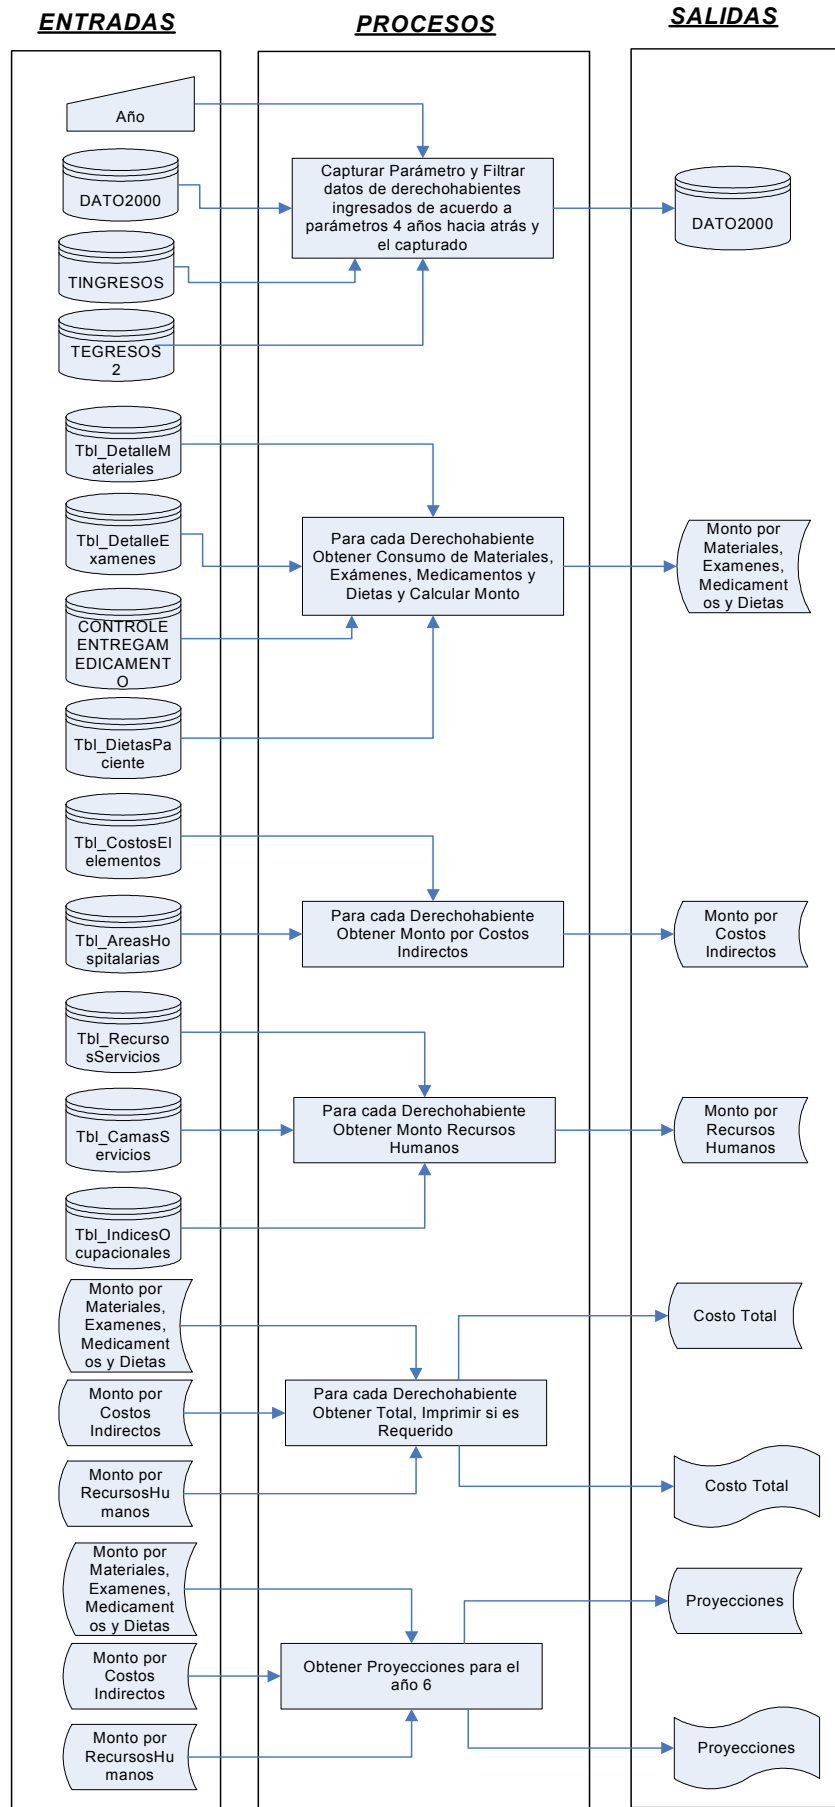 ENTRADAS
PROCESOS
SALIDAS
Año
DATO2000
TINGRESOS
TEGRESOS
2
Capturar Parámetro y Filtrar
datos de derechohabientes
ingresados de acuerdo a
parámetros 4 años hacia atrás y
el capturado
DATO2000
Tbl_DetalleM
ateriales
Tbl_DetalleE
xamenes
CONTROLE
ENTREGAM
EDICAMENT
O
Tbl_DietasPa
ciente
Para cada Derechohabiente
Obtener Consumo de Materiales,
Exámenes, Medicamentos y
Dietas y Calcular Monto
Monto por
Materiales,
Examenes,
Medicament
os y Dietas
Tbl_CostosEl
elementos
Tbl_AreasHo
spitalarias
Para cada Derechohabiente
Obtener Monto por Costos
Indirectos
Monto por
Costos
Indirectos
Tbl_Recurso
sServicios
Tbl_CamasS
ervicios
Tbl_IndicesO
cupacionales
Para cada Derechohabiente
Obtener Monto Recursos
Humanos
Monto por
Recursos
Humanos
Monto por
Materiales,
Examenes,
Medicament
os y Dietas
Monto por
Costos
Indirectos
Monto por
RecursosHu
manos
Para cada Derechohabiente
Obtener Total, Imprimir si es
Requerido
Costo Total
Costo Total
Monto por
Materiales,
Examenes,
Medicament
os y Dietas
Monto por
Costos
Indirectos
Monto por
RecursosHu
manos
Obtener Proyecciones para el
año 6
Proyecciones
Proyecciones